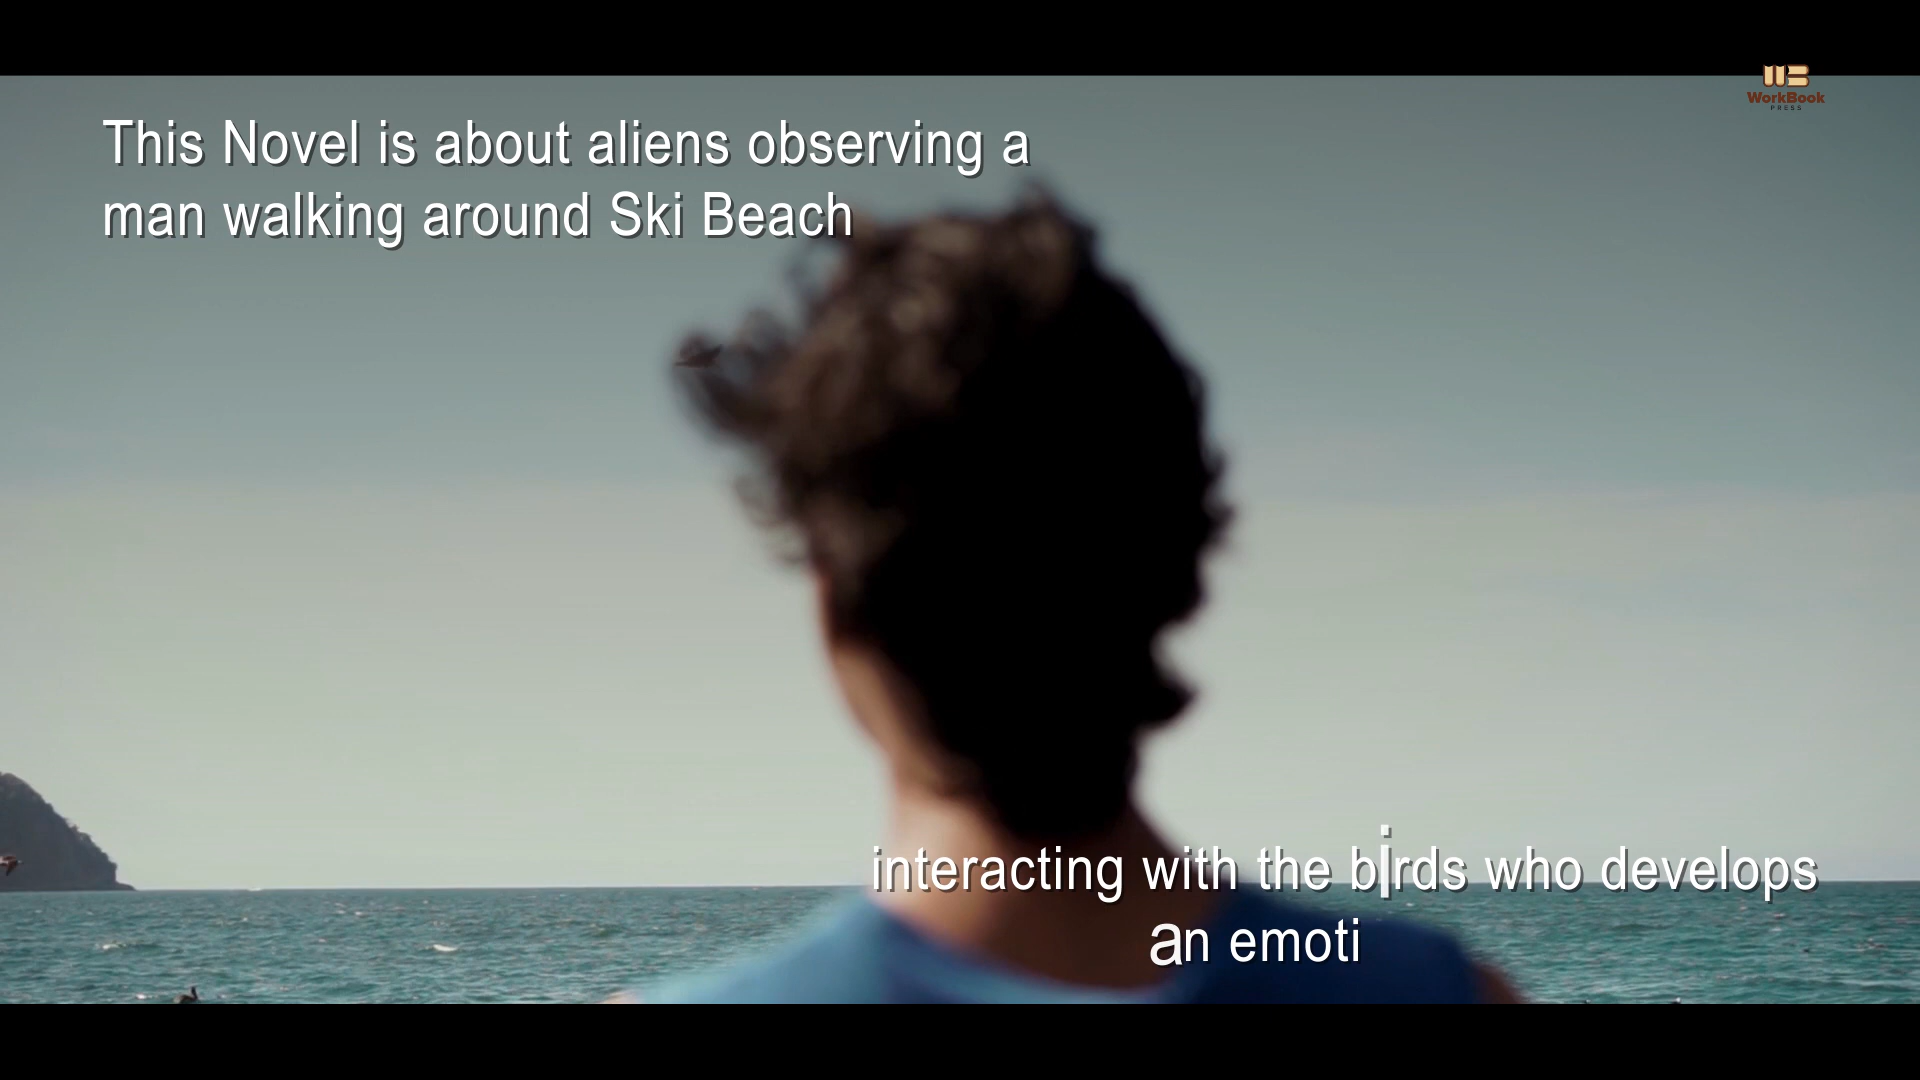 WorkBook
PRESS
This Novel is about aliens observing a
man walking around Ski Beach
interacting with the birds who develops
an emoti